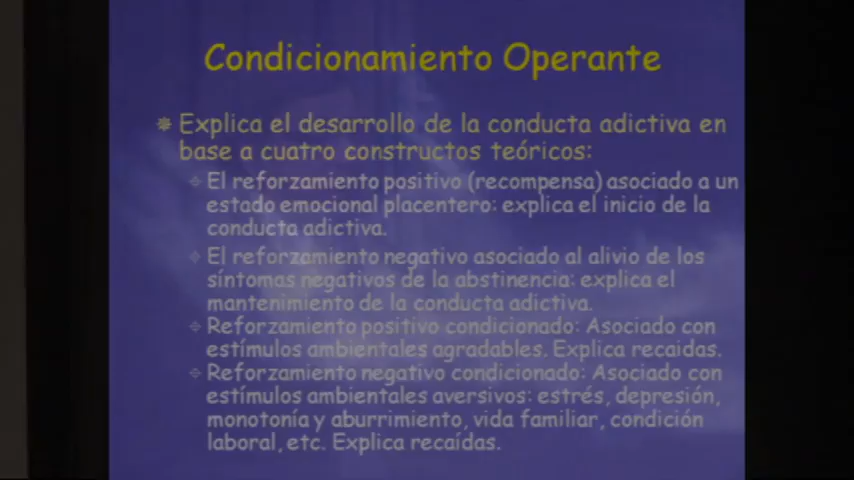 Condicionamiento Operante
Explica el desarrollo de la conducta adictiva en
base a cuatro constructos teóricos:
El reforzamiento positivo (recompensa) asociado a un
estado emocional placentero: explica el inicio de la
conducta adictiva.
El reforzamiento negativo asociado al alivio de los
síntomas negativos de la abstinencia: explica el
mantenimiento de la conducta adictiva.
Reforzamiento positivo condicionado: Asociado con
estímulos ambientales agradables. Explica recaidas.
Reforzamiento negativo condicionado: Asociado con
estímulos ambientales aversivos: estrés, depresión,
monotonía y aburrimiento, vida familiar, condición
laboral, etc. Explica recaídas.